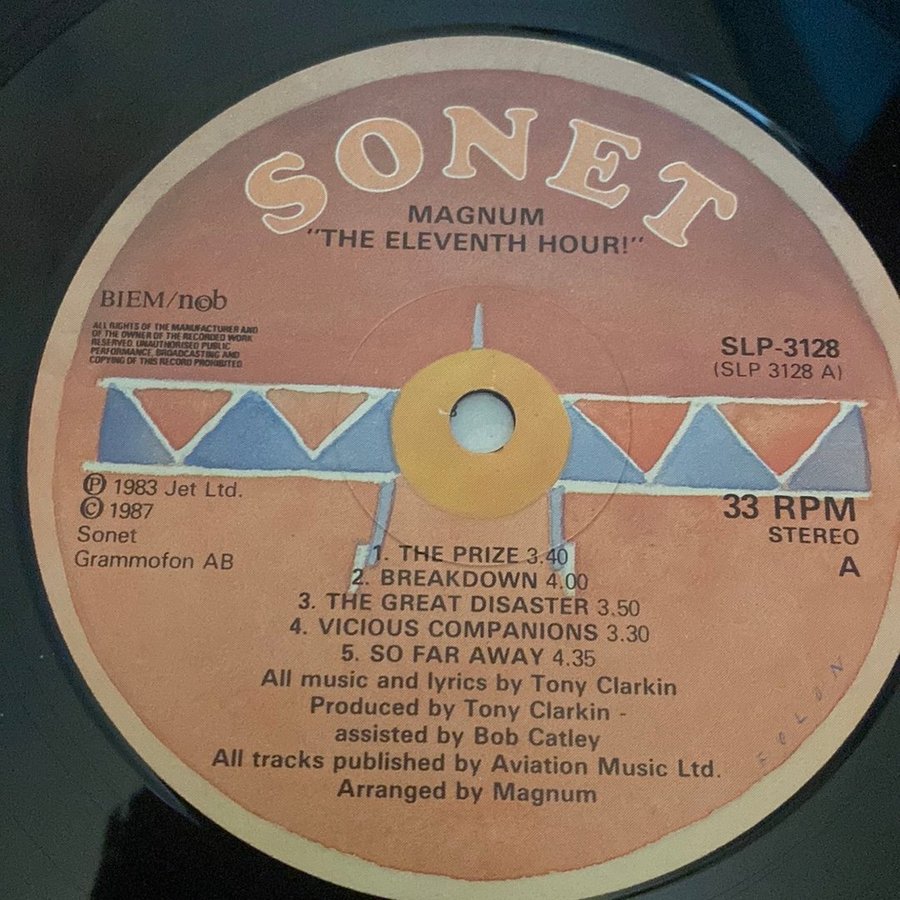 SONET
MAGNUM
"THE ELEVENTH HOUR!"
BIEM/ncb
ALL RIGHTS OF THE MANUFACTURER AND
OF THE OWNER OF THE RECORDED WORK
RESERVED. UNAUTHORISED PUBLIC
PERFORMANCE, BROADCASTING AND
COPYING OF THIS RECORD PROHIBITED
SLP-3128
(SLP 3128 A)
℗ 1983 Jet Ltd.
© 1987
Sonet
Grammofon AB
33 RPM
STEREO
A
1. THE PRIZE 3.40
2. BREAKDOWN 4.00
3. THE GREAT DISASTER 3.50
4. VICIOUS COMPANIONS 3.30
5. SO FAR AWAY 4.35
All music and lyrics by Tony Clarkin
Produced by Tony Clarkin -
assisted by Bob Catley
All tracks published by Aviation Music Ltd.
Arranged by Magnum